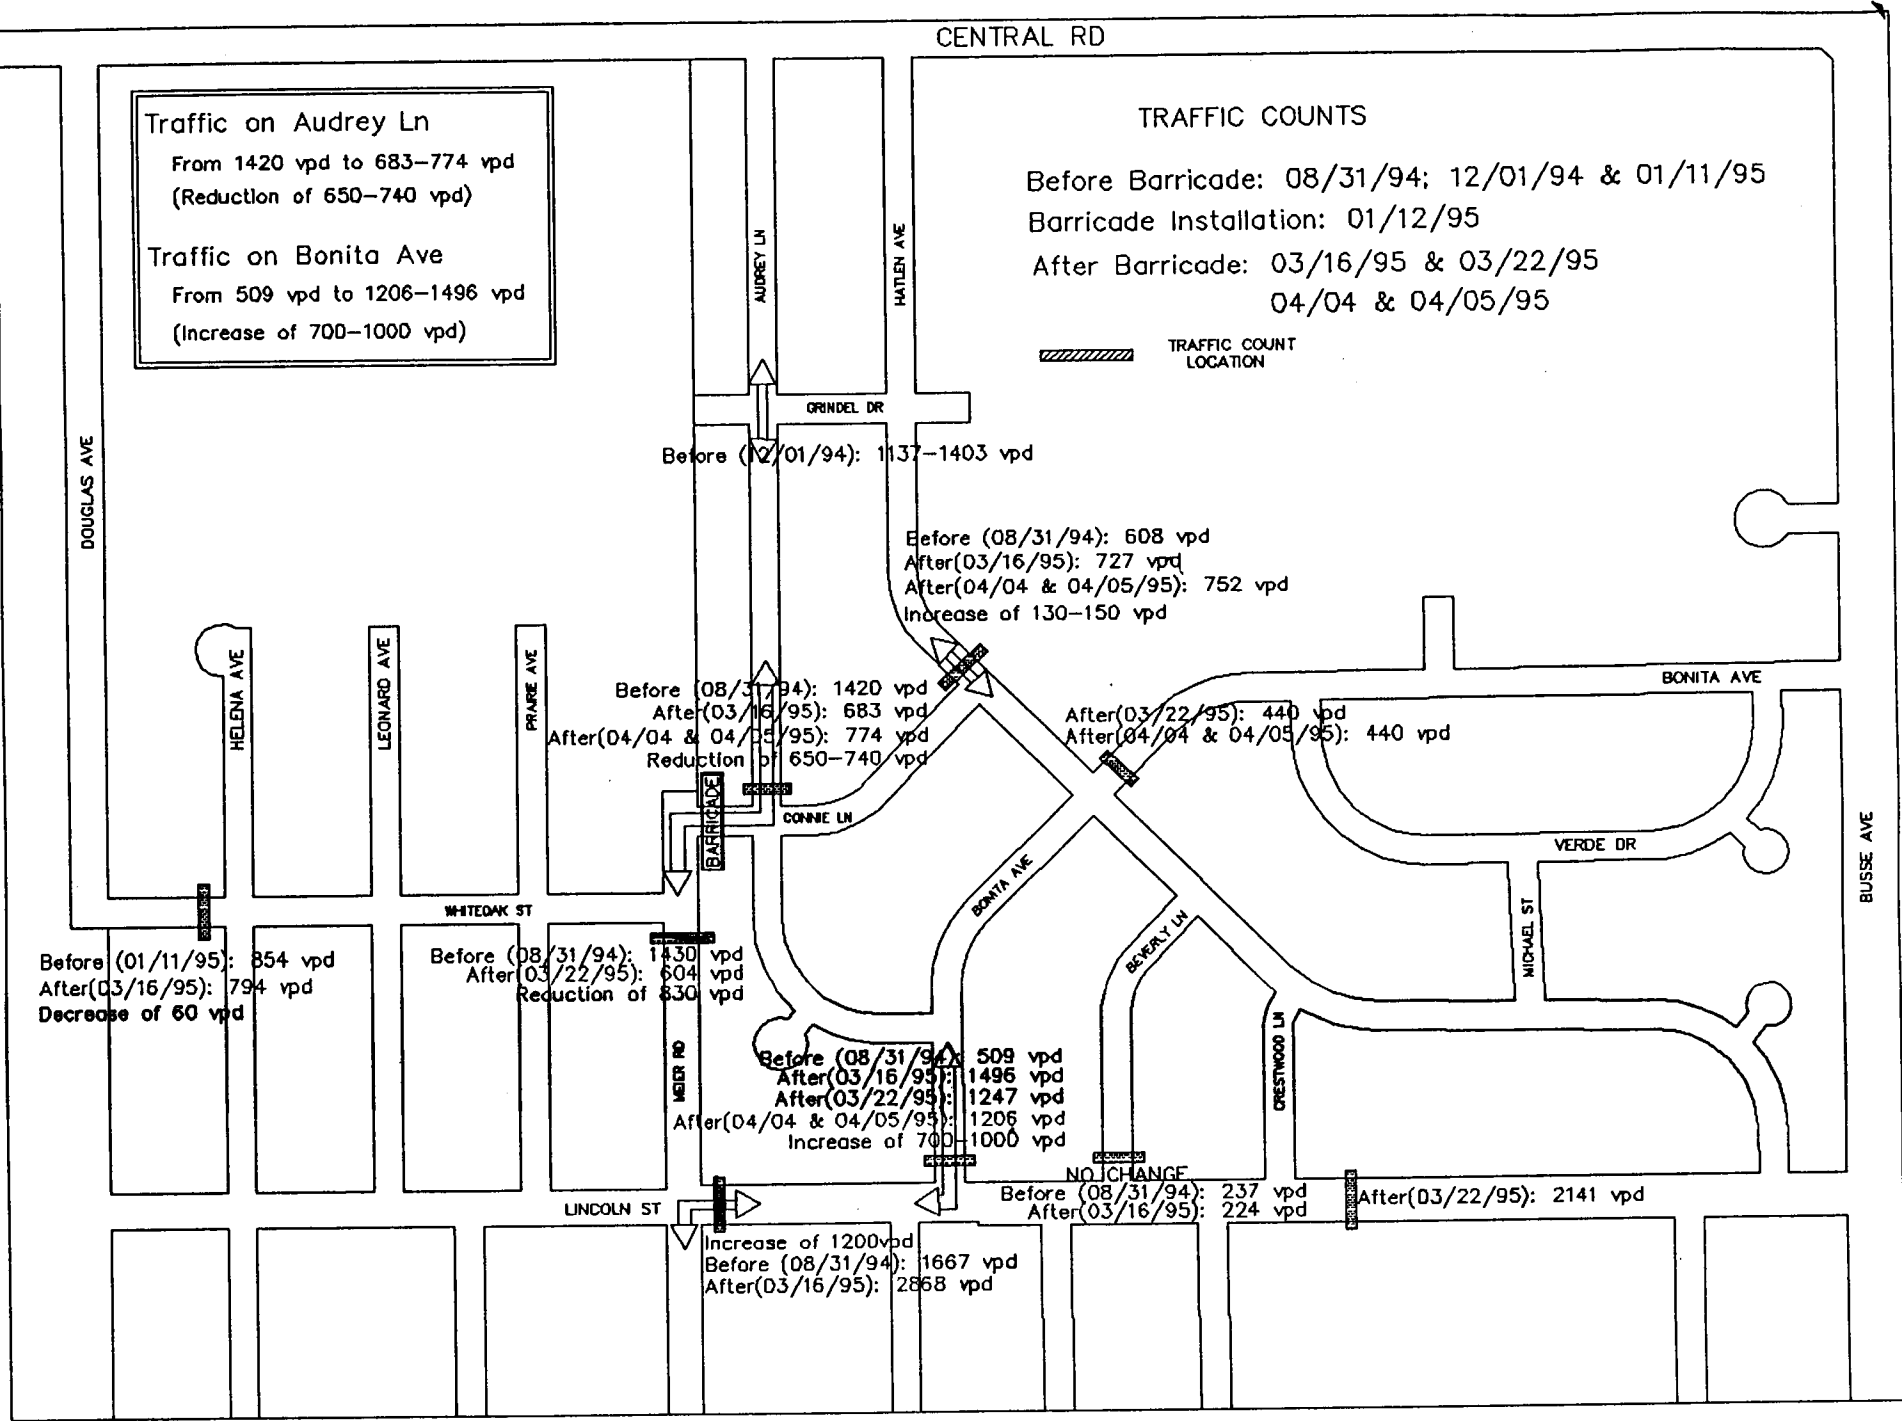 CENTRAL RD
Traffic on Audrey Ln
From 1420 vpd to 683-774 vpd
(Reduction of 650-740 vpd)
Traffic on Bonita Ave
From 509 vpd to 1206-1496 vpd
(Increase of 700-1000 vpd)
TRAFFIC COUNTS
Before Barricade: 08/31/94; 12/01/94 & 01/11/95
Barricade Installation: 01/12/95
After Barricade: 03/16/95 & 03/22/95
04/04 & 04/05/95
TRAFFIC COUNT
LOCATION
AUDREY LN
HATLEN AVE
GRINDEL DR
DOUGLAS AVE
Before (12/01/94): 1137-1403 vpd
Before (08/31/94): 608 vpd
After(03/16/95): 727 vpd
After(04/04 & 04/05/95): 752 vpd
Increase of 130-150 vpd
HELENA AVE
LEONARD AVE
PRAIRIE AVE
Before (08/31/94): 1420 vpd
After(03/16/95): 683 vpd
After(04/04 & 04/05/95): 774 vpd
Reduction of 650-740 vpd
BONITA AVE
After(03/22/95): 440 vpd
After(04/04 & 04/05/95): 440 vpd
BARRICADE
CONNIE LN
VERDE DR
BUSSE AVE
BONITA AVE
WHITEOAK ST
BEVERLY LN
MICHAEL ST
Before (01/11/95): 854 vpd
After(03/16/95): 794 vpd
Decrease of 60 vpd
Before (08/31/94): 1430 vpd
After(03/22/95): 604 vpd
Reduction of 830 vpd
MEIER RD
CRESTWOOD LN
Before (08/31/94): 509 vpd
After(03/16/95): 1496 vpd
After(03/22/95): 1247 vpd
After(04/04 & 04/05/95): 1206 vpd
Increase of 700-1000 vpd
NO CHANGE
Before (08/31/94): 237 vpd
After(03/16/95): 224 vpd
After(03/22/95): 2141 vpd
LINCOLN ST
Increase of 1200vpd
Before (08/31/94): 1667 vpd
After(03/16/95): 2868 vpd